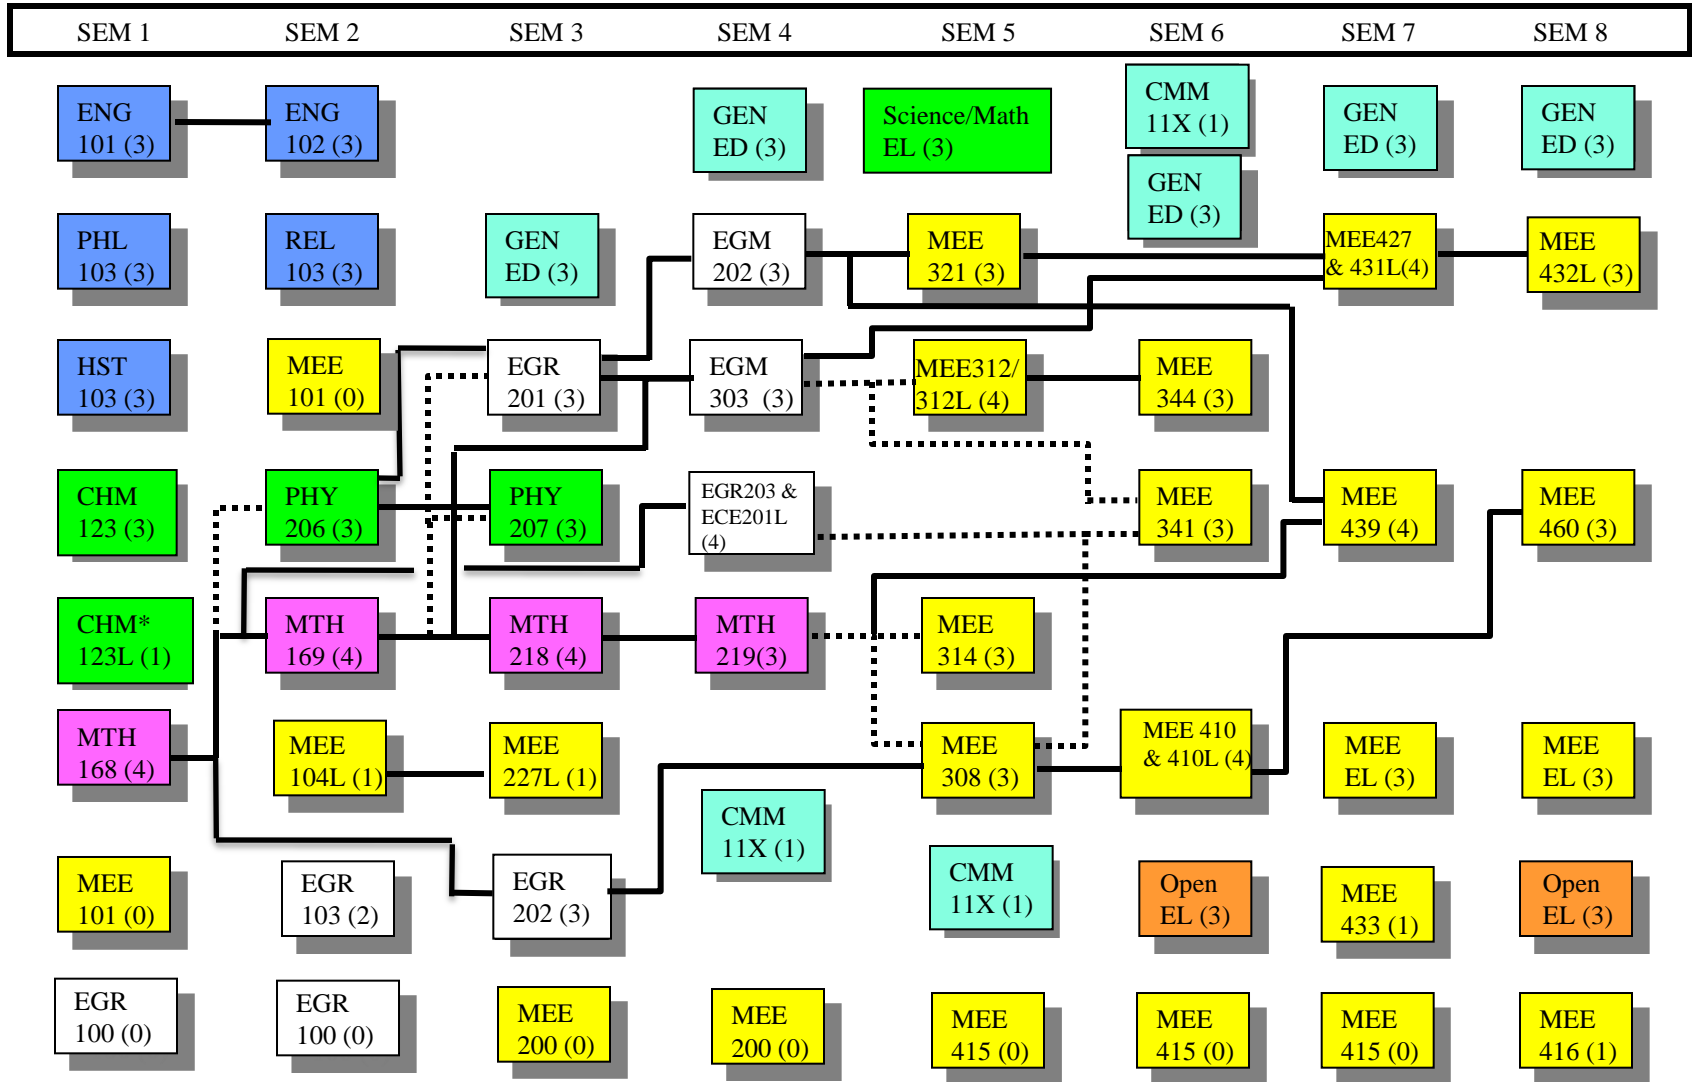 SEM 1 SEM 2 SEM 3 SEM 4 SEM 5 SEM 6 SEM 7 SEM 8
ENG
101 (3)
ENG
102 (3)
GEN
ED (3)
Science/Math
EL (3)
CMM
11X (1)
GEN
ED (3)
GEN
ED (3)
GEN
ED (3)
PHL
103 (3)
REL
103 (3)
GEN
ED (3)
EGM
202 (3)
MEE
321 (3)
MEE427
& 431L(4)
MEE
432L (3)
HST
103 (3)
MEE
101 (0)
EGR
201 (3)
EGM
303 (3)
MEE312/
312L (4)
MEE
344 (3)
CHM
123 (3)
PHY
206 (3)
PHY
207 (3)
EGR203 &
ECE201L
(4)
MEE
341 (3)
MEE
439 (4)
MEE
460 (3)
CHM*
123L (1)
MTH
169 (4)
MTH
218 (4)
MTH
219(3)
MEE
314 (3)
MTH
168 (4)
MEE
104L (1)
MEE
227L (1)
CMM
11X (1)
MEE
308 (3)
MEE 410
& 410L (4)
MEE
EL (3)
MEE
EL (3)
MEE
101 (0)
EGR
103 (2)
EGR
202 (3)
CMM
11X (1)
Open
EL (3)
MEE
433 (1)
Open
EL (3)
EGR
100 (0)
EGR
100 (0)
MEE
200 (0)
MEE
200 (0)
MEE
415 (0)
MEE
415 (0)
MEE
415 (0)
MEE
416 (1)